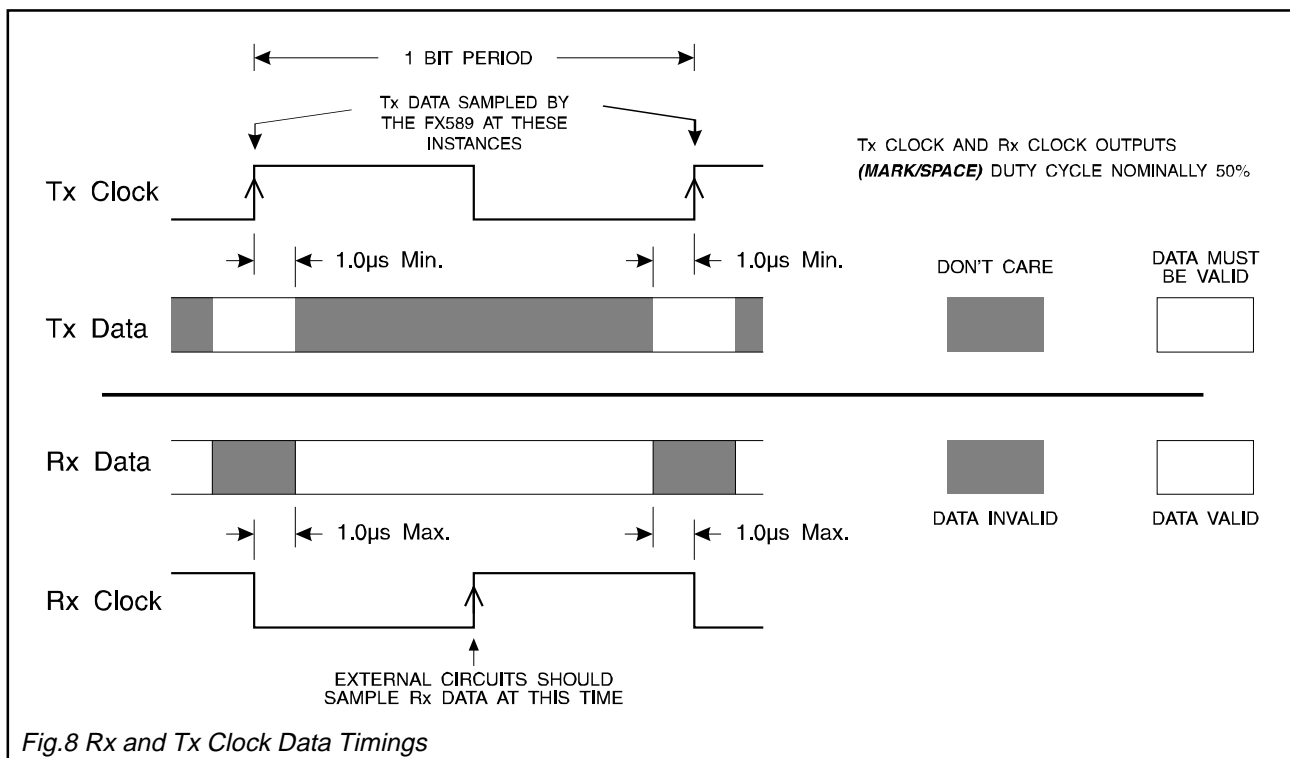 1 BIT PERIOD
Tx DATA SAMPLED BY
THE FX589 AT THESE
INSTANCES
Tx CLOCK AND Rx CLOCK OUTPUTS
(MARK/SPACE) DUTY CYCLE NOMINALLY 50%
Tx Clock
1.0µs Min.
1.0µs Min.
DON'T CARE
DATA MUST
BE VALID
Tx Data
Rx Data
DATA INVALID
DATA VALID
1.0µs Max.
1.0µs Max.
Rx Clock
EXTERNAL CIRCUITS SHOULD
SAMPLE Rx DATA AT THIS TIME
Fig.8 Rx and Tx Clock Data Timings